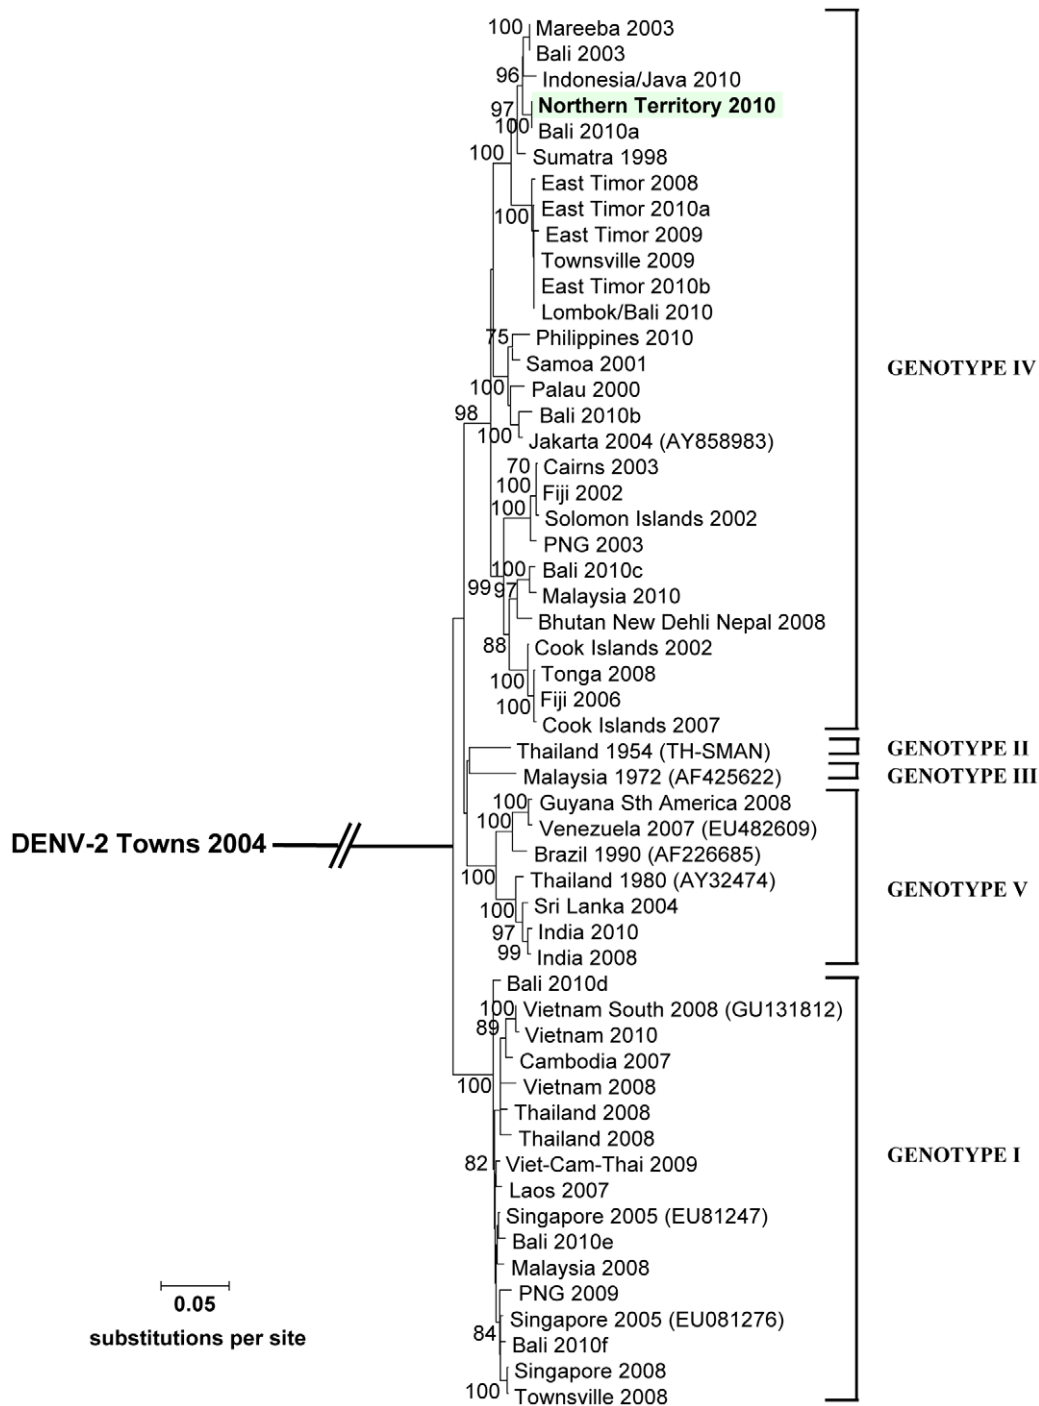 100 Mareeba 2003
Bali 2003
96 Indonesia/Java 2010
97 Northern Territory 2010
100 Bali 2010a
100 Sumatra 1998
East Timor 2008
100 East Timor 2010a
East Timor 2009
Townsville 2009
East Timor 2010b
Lombok/Bali 2010
75 Philippines 2010
Samoa 2001
GENOTYPE IV
100 Palau 2000
98 Bali 2010b
100 Jakarta 2004 (AY858983)
70 Cairns 2003
100 Fiji 2002
100 Solomon Islands 2002
PNG 2003
100 Bali 2010c
99 97 Malaysia 2010
Bhutan New Dehli Nepal 2008
88 Cook Islands 2002
100 Tonga 2008
100 Fiji 2006
Cook Islands 2007
Thailand 1954 (TH-SMAN) GENOTYPE II
Malaysia 1972 (AF425622) GENOTYPE III
100 Guyana Sth America 2008
100 Venezuela 2007 (EU482609)
DENV-2 Towns 2004
Brazil 1990 (AF226685)
100 Thailand 1980 (AY32474)
GENOTYPE V
100 Sri Lanka 2004
97 India 2010
99 India 2008
Bali 2010d
100 Vietnam South 2008 (GU131812)
89 Vietnam 2010
Cambodia 2007
100 Vietnam 2008
Thailand 2008
Thailand 2008
GENOTYPE I
82 Viet-Cam-Thai 2009
Laos 2007
Singapore 2005 (EU81247)
Bali 2010e
Malaysia 2008
PNG 2009
0.05
substitutions per site
Singapore 2005 (EU081276)
84 Bali 2010f
Singapore 2008
100 Townsville 2008